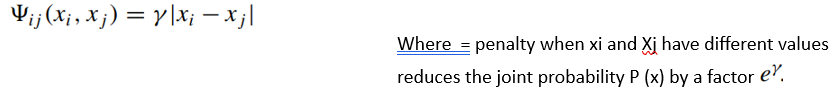 Ψij(xi, xj) = γ|xi − xj|
Where = penalty when xi and Xj have different values
reduces the joint probability P (x) by a factor e^γ.